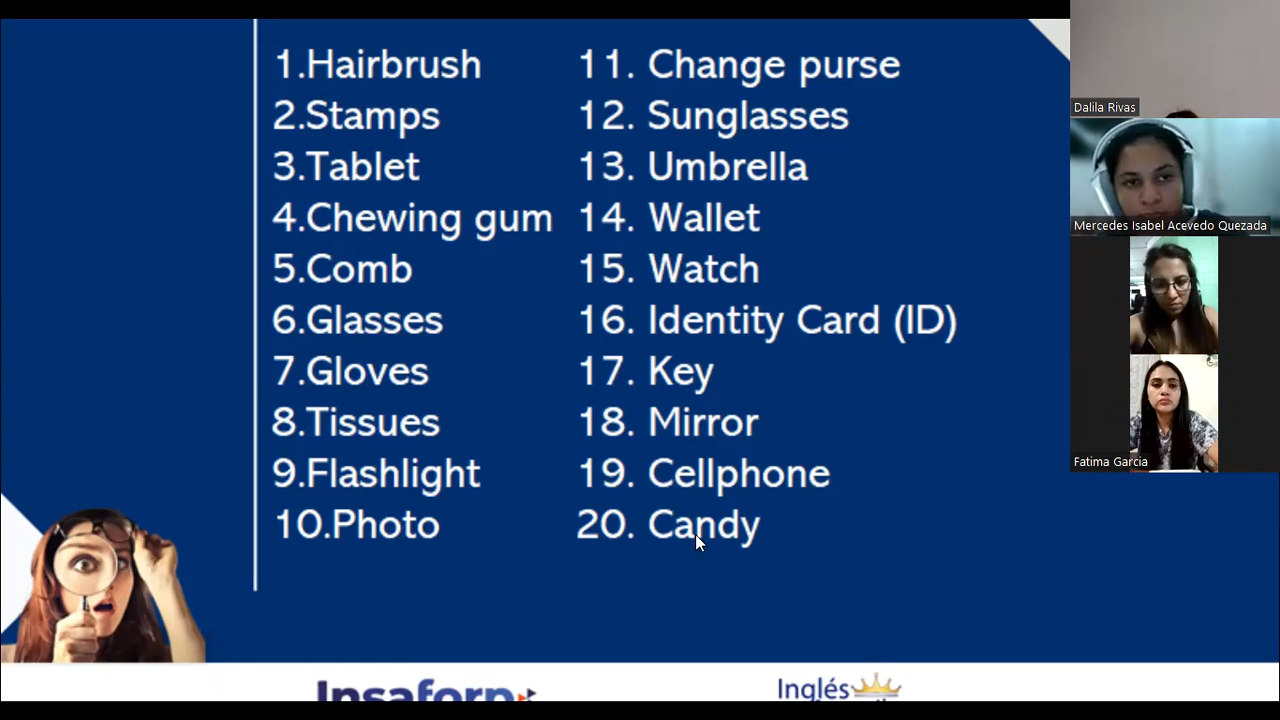 1.Hairbrush
2.Stamps
3.Tablet
4.Chewing gum
5.Comb
6.Glasses
7.Gloves
8.Tissues
9.Flashlight
10.Photo
11. Change purse
12. Sunglasses
13. Umbrella
14. Wallet
15. Watch
16. Identity Card (ID)
17. Key
18. Mirror
19. Cellphone
20. Candy
Dalila Rivas
Mercedes Isabel Acevedo Quezada
Fatima Garcia
Insaforp
Inglés